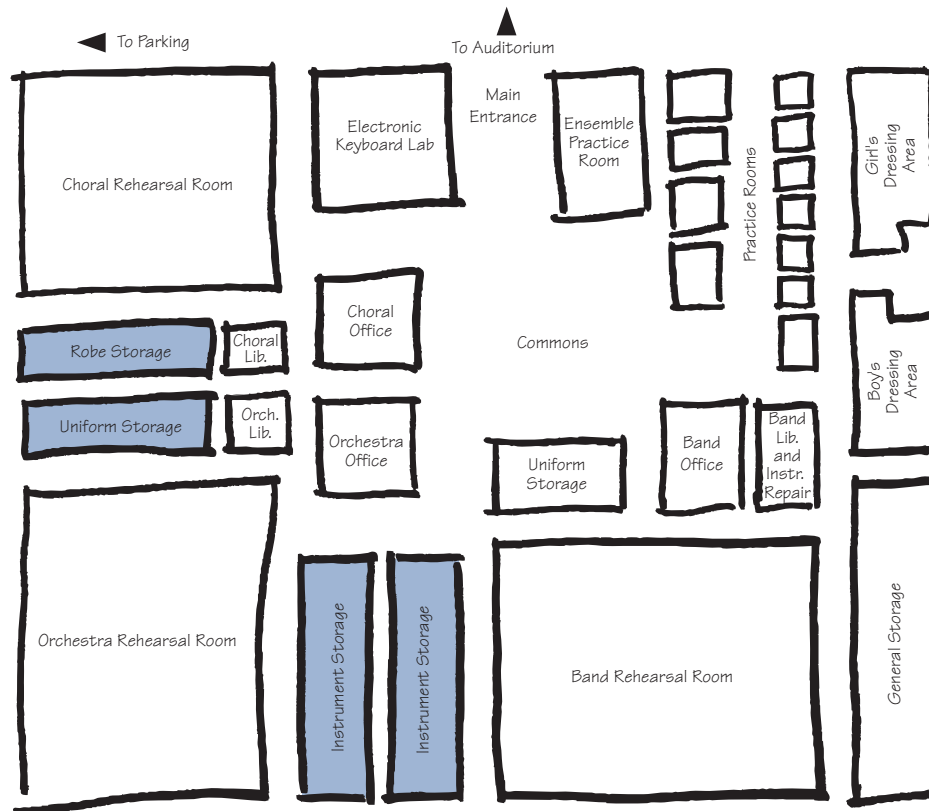 To Parking
To Auditorium
Main
Entrance
Electronic
Keyboard Lab
Ensemble
Practice
Room
Choral Rehearsal Room
Practice Rooms
Girl's
Dressing
Area
Choral
Office
Commons
Robe Storage
Choral
Lib.
Boy's
Dressing
Area
Uniform Storage
Orch.
Lib.
Orchestra
Office
Uniform
Storage
Band
Office
Band
Lib.
and
Instr.
Repair
Orchestra Rehearsal Room
Instrument Storage
Instrument Storage
Band Rehearsal Room
General Storage